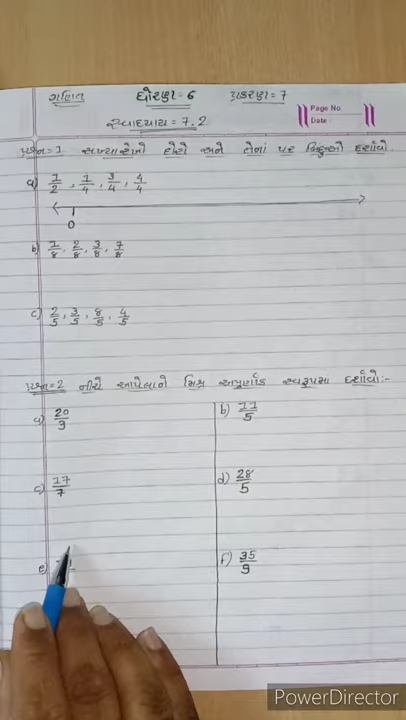 ગણિત ધોરણ = 6 પ્રકરણ = 7
Page No.
Date
સ્વાધ્યાય = 7.2
પ્રશ્ન = 1 સંખ્યારેખા દોરો અને તેના પર બિંદુઓ દર્શાવો.
a) 1/2, 1/4, 3/4, 4/4
0
b) 1/8, 2/8, 3/8, 7/8
c) 2/5, 3/5, 8/5, 4/5
પ્રશ્ન = 2 નીચે આપેલાને મિશ્ર અપૂર્ણાંક સ્વરૂપમાં દર્શાવો :-
a) 20/9 b) 11/5
c) 17/7 d) 28/5
e) f) 35/9
PowerDirector